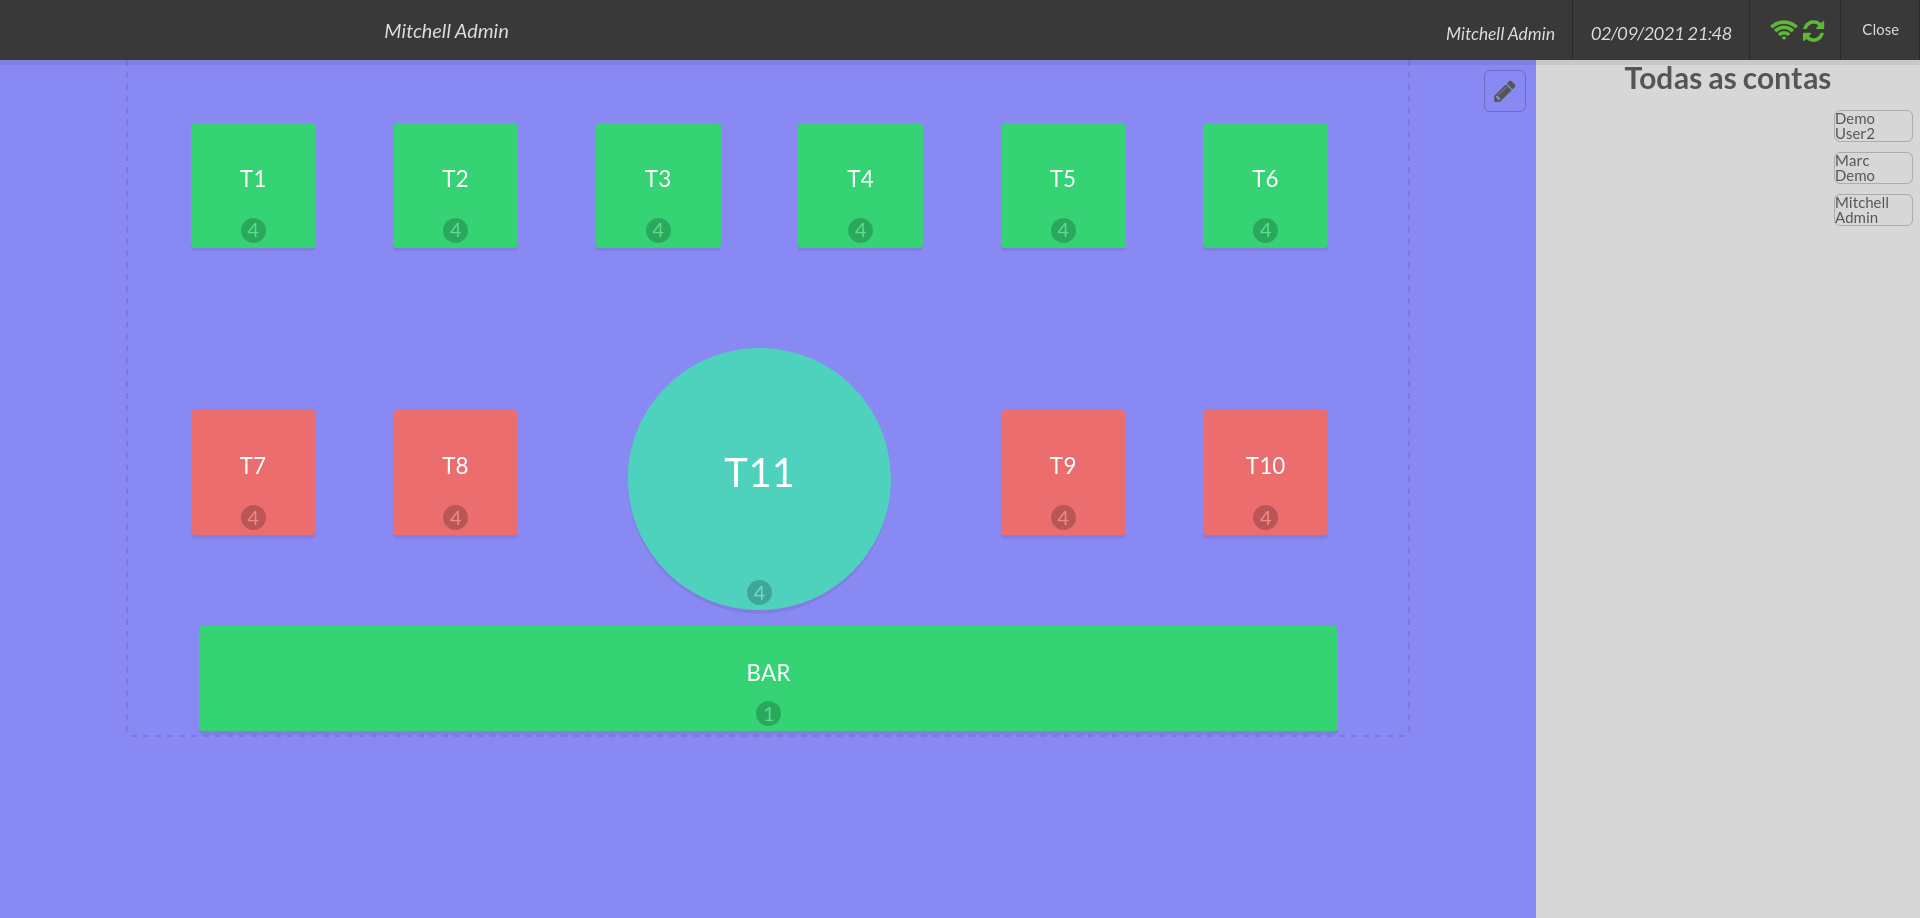 Mitchell Admin
Mitchell Admin
02/09/2021 21:48
Close
Todas as contas
Demo
User2
Marc
Demo
Mitchell
Admin
T1
4
T2
4
T3
4
T4
4
T5
4
T6
4
T7
4
T8
4
T11
4
T9
4
T10
4
BAR
1